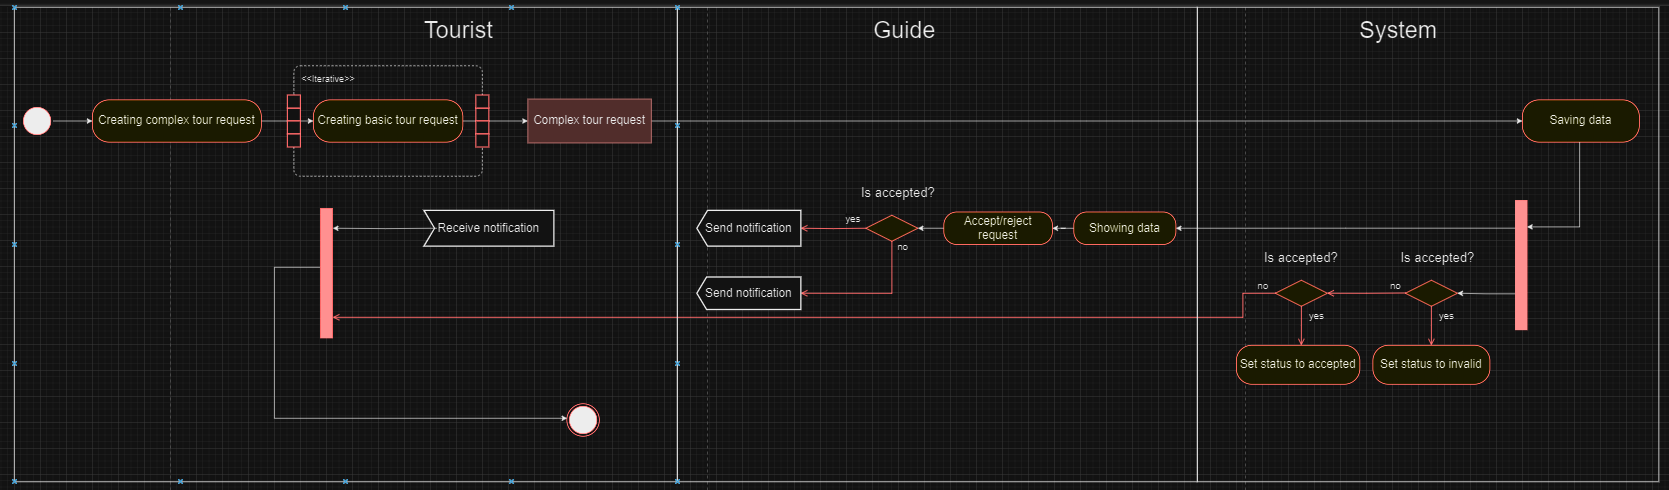 Tourist
Guide
System
<<Iterative>>
Creating complex tour request
Creating basic tour request
Complex tour request
Saving data
Receive notification
Send notification
yes
Is accepted?
no
Accept/reject
request
Showing data
Send notification
Is accepted?
Is accepted?
no
no
yes
yes
Set status to accepted
Set status to invalid